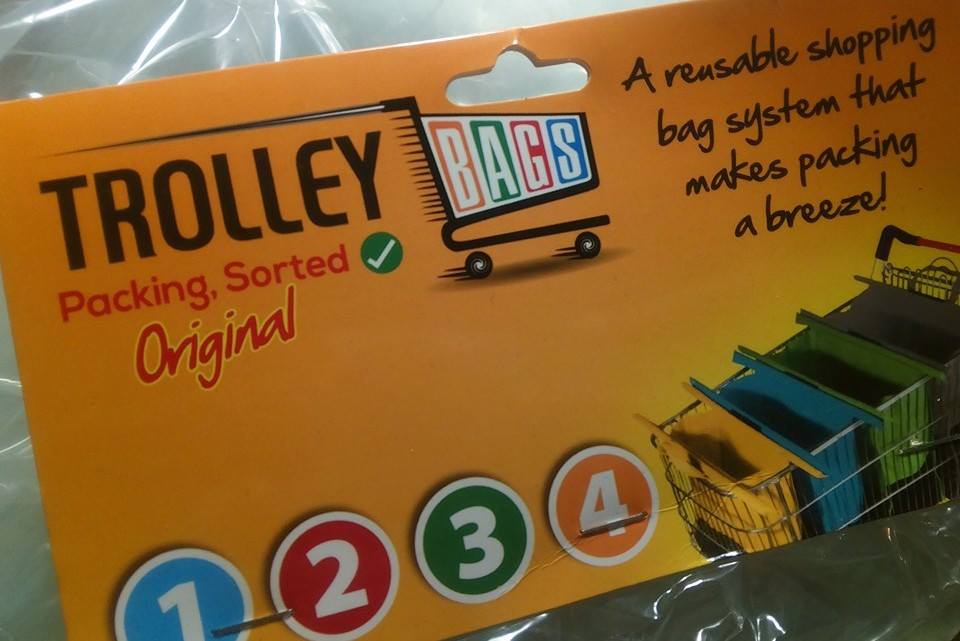 TROLLEY BAGS
Packing, Sorted
Original
A reusable shopping
bag system that
makes packing
a breeze!
1 2 3 4